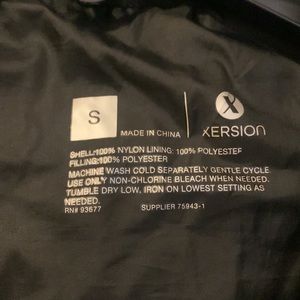 S
MADE IN CHINA
X
XERSION
SHELL:100% NYLON LINING: 100% POLYESTER
FILLING:100% POLYESTER
MACHINE WASH COLD SEPARATELY GENTLE CYCLE
USE ONLY NON-CHLORINE BLEACH WHEN NEEDED.
TUMBLE DRY LOW, IRON ON LOWEST SETTING AS
NEEDED.
RN# 93677 SUPPLIER 75943-1